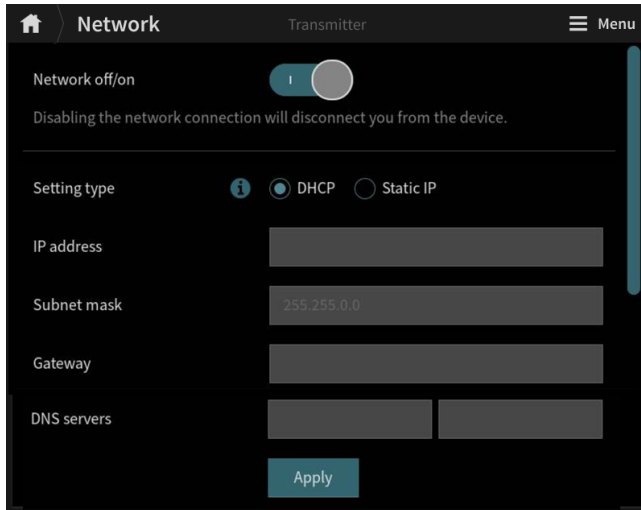 Network
Transmitter
Menu
Network off/on
Disabling the network connection will disconnect you from the device.
Setting type
DHCP
Static IP
IP address
Subnet mask
255.255.0.0
Gateway
DNS servers
Apply